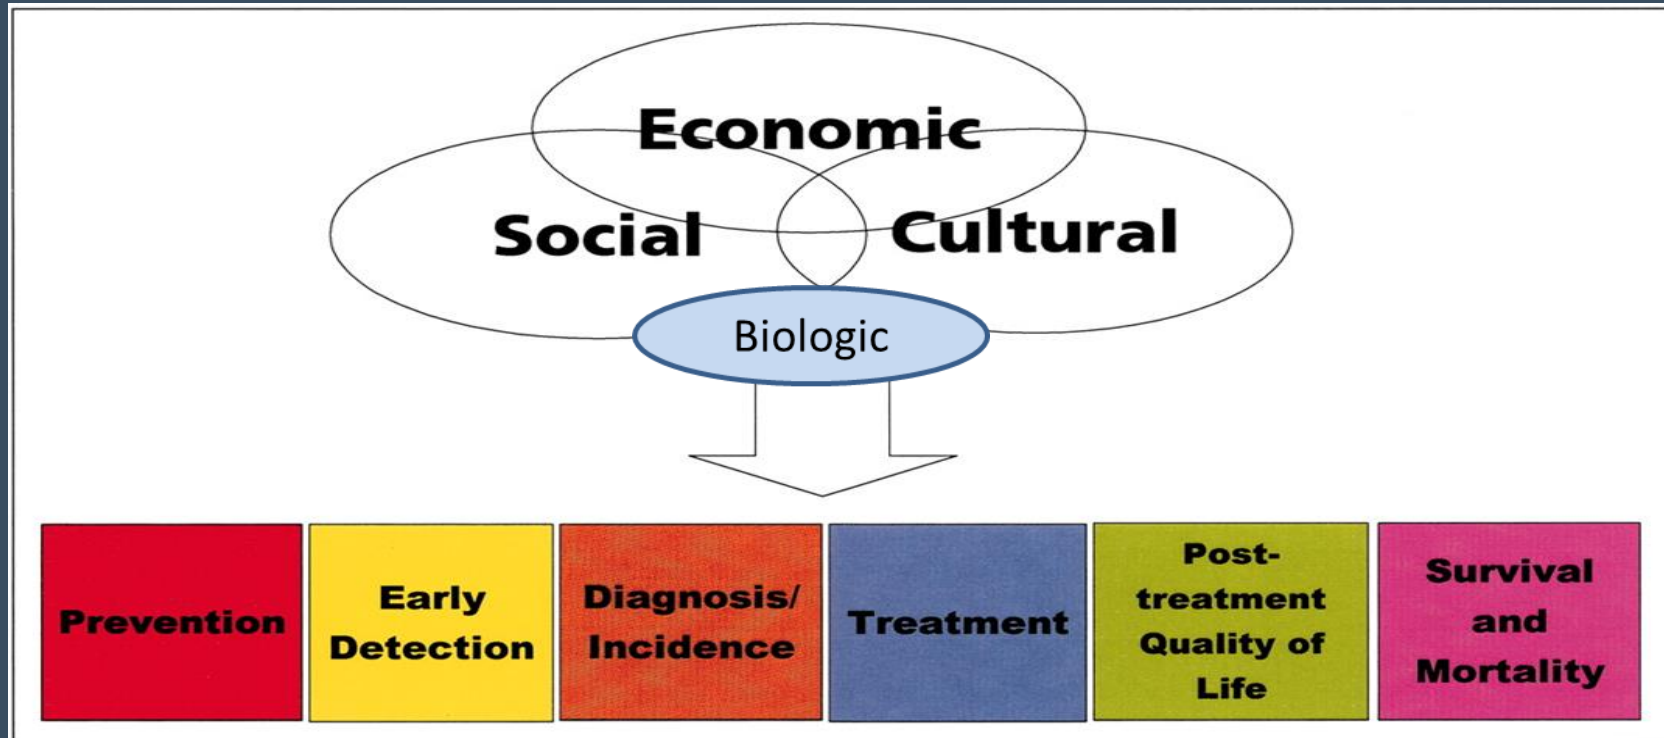 Economic
Social
Cultural
Biologic
Prevention
Early
Detection
Diagnosis/
Incidence
Treatment
Post-
treatment
Quality of
Life
Survival
and
Mortality